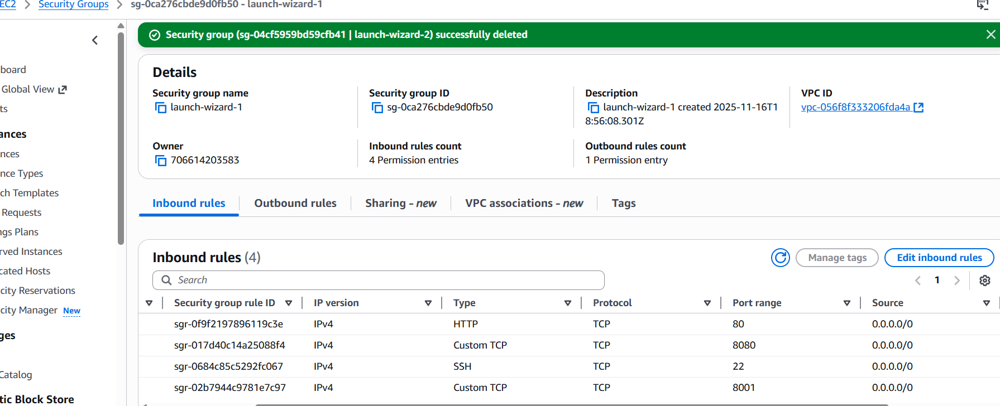 EC2 > Security Groups > sg-0ca276cbde9d0fb50 - launch-wizard-1
Security group (sg-04cf5959bd59cfb41 | launch-wizard-2) successfully deleted
board
Global View
ts
ances
nces
nce Types
ch Templates
Requests
ngs Plans
rved Instances
cated Hosts
city Reservations
city Manager New
ges
Catalog
tic Block Store
Details
Security group name
launch-wizard-1
Security group ID
sg-0ca276cbde9d0fb50
Description
launch-wizard-1 created 2025-11-16T1
8:56:08.301Z
VPC ID
vpc-056f8f333206fda4a
Owner
706614203583
Inbound rules count
4 Permission entries
Outbound rules count
1 Permission entry
Inbound rules Outbound rules Sharing - new VPC associations - new Tags
Inbound rules (4)
Manage tags Edit inbound rules
Search
1
Security group rule ID IP version Type Protocol Port range Source
sgr-0f9f2197896119c3e IPv4 HTTP TCP 80 0.0.0.0/0
sgr-017d40c14a25088f4 IPv4 Custom TCP TCP 8080 0.0.0.0/0
sgr-0684c85c5292fc067 IPv4 SSH TCP 22 0.0.0.0/0
sgr-02b7944c9781e7c97 IPv4 Custom TCP TCP 8001 0.0.0.0/0